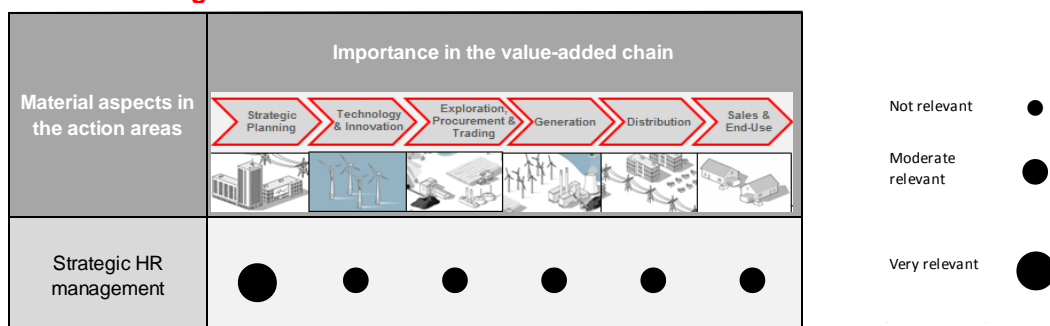 Importance in the value-added chain
Material aspects in
the action areas
Strategic
Planning
Technology
& Innovation
Exploration,
Procurement &
Trading
Generation
Distribution
Sales &
End-Use
Strategic HR
management
Not relevant
Moderate
relevant
Very relevant